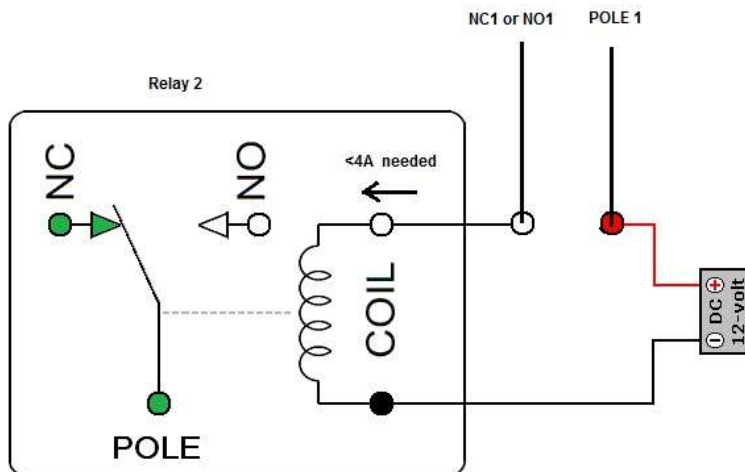 NC1 or NO1
POLE 1
Relay 2
NC
NO
<4A needed
COIL
POLE
+
DC
-
12-volt